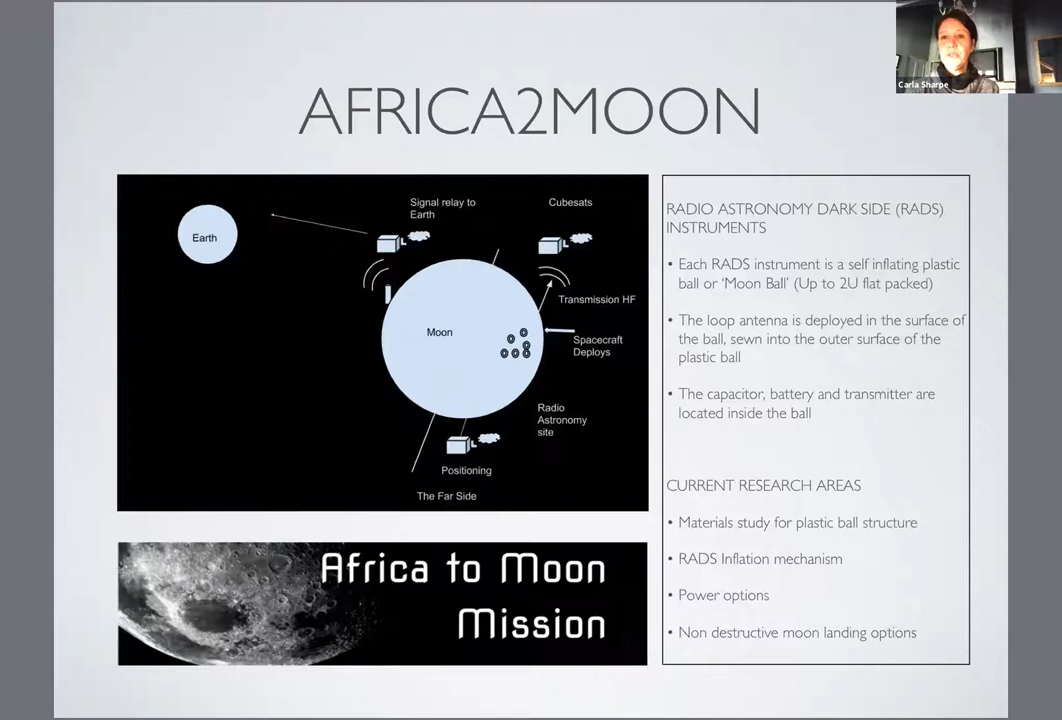 Carla Sharpe
AFRICA2MOON
Signal relay to
Earth
Cubesats
Earth
Transmission HF
Moon
Spacecraft
Deploys
Radio
Astronomy
site
Positioning
The Far Side
Africa to Moon
Mission
RADIO ASTRONOMY DARK SIDE (RADS)
INSTRUMENTS
• Each RADS instrument is a self inflating plastic
ball or ‘Moon Ball’ (Up to 2U flat packed)
• The loop antenna is deployed in the surface of
the ball, sewn into the outer surface of the
plastic ball
• The capacitor, battery and transmitter are
located inside the ball
CURRENT RESEARCH AREAS
• Materials study for plastic ball structure
• RADS Inflation mechanism
• Power options
• Non destructive moon landing options